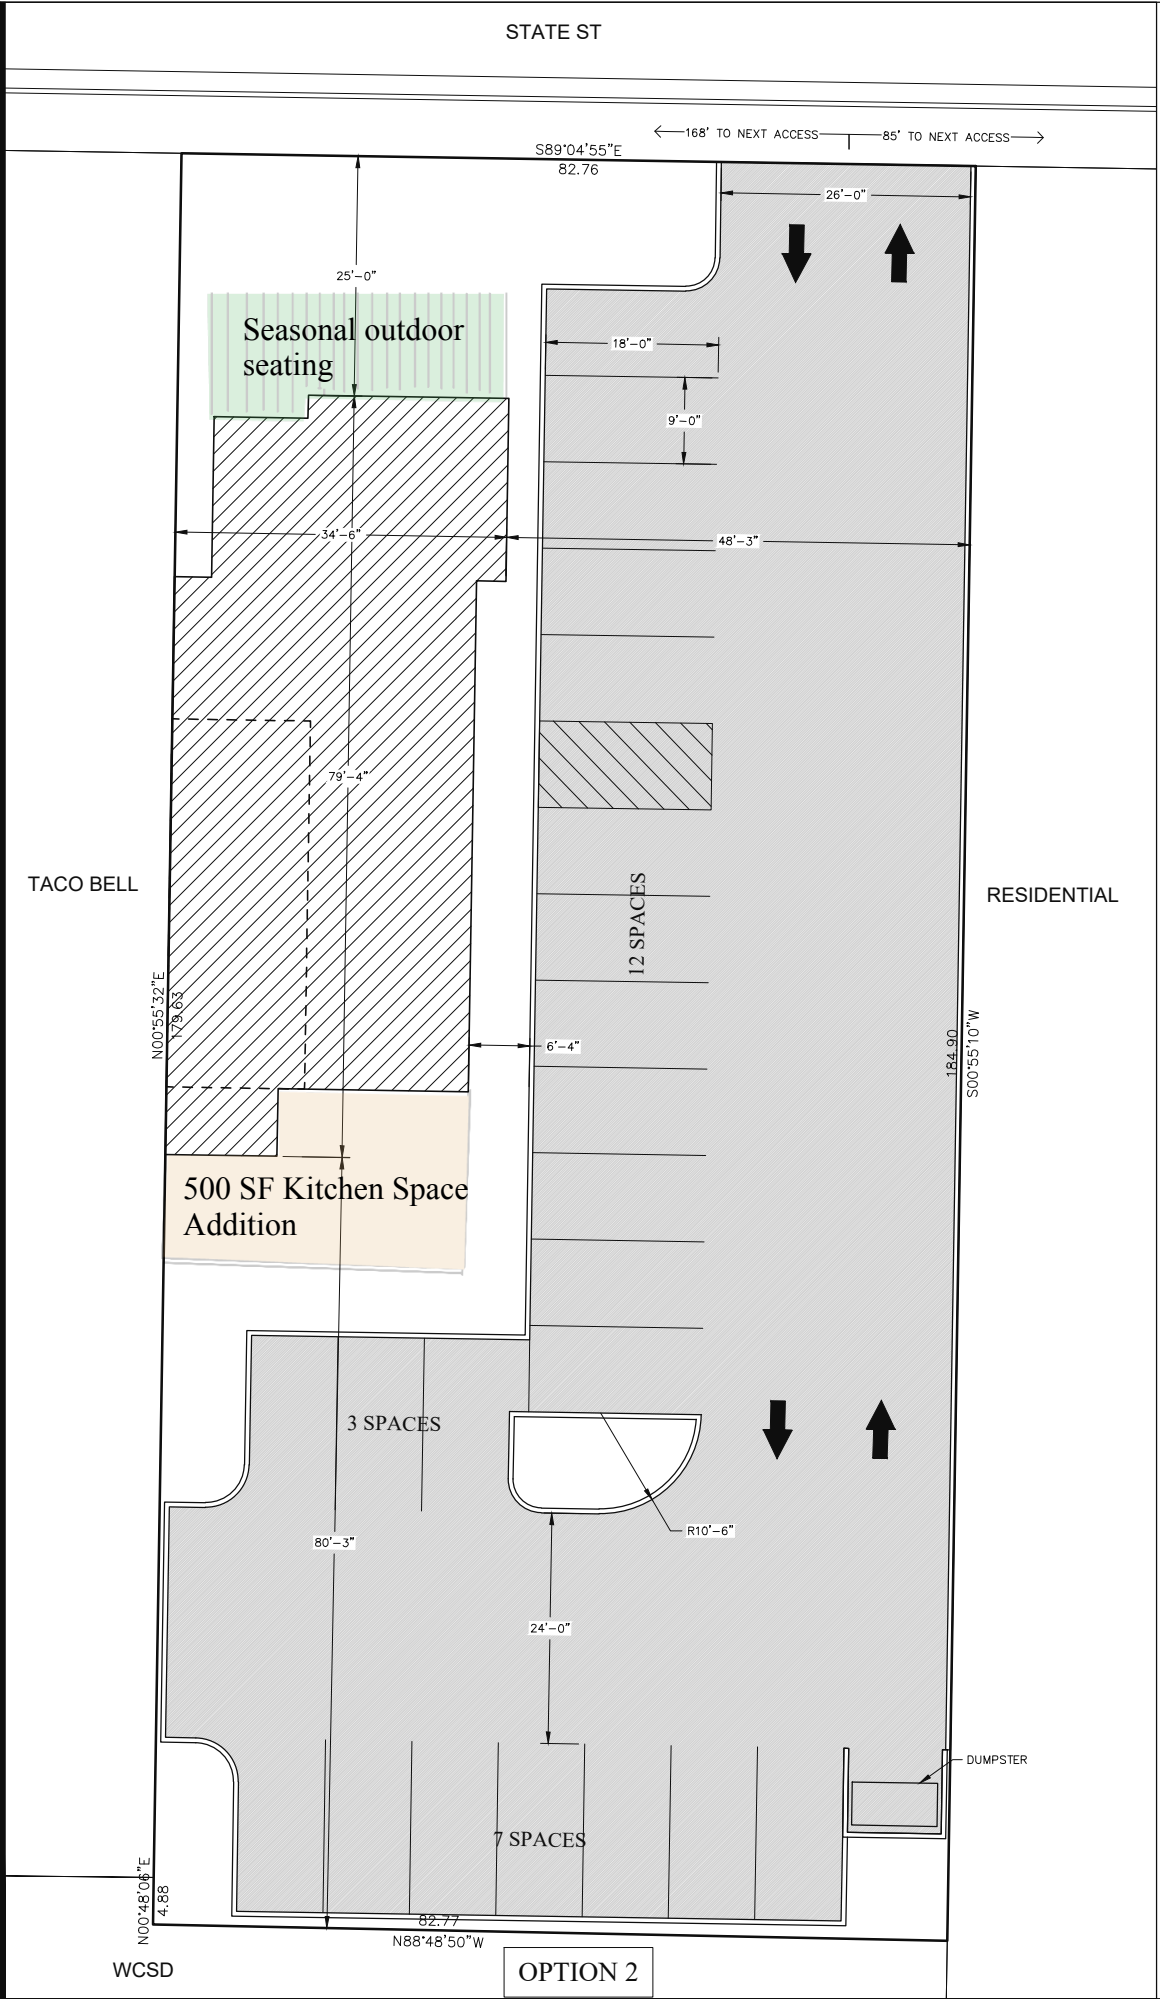 STATE ST
168' TO NEXT ACCESS
85' TO NEXT ACCESS
S89°04'55"E
82.76
26'-0"
25'-0"
Seasonal outdoor
seating
18'-0"
9'-0"
34'-6"
48'-3"
79'-4"
TACO BELL
12 SPACES
RESIDENTIAL
N00°55'32"E
179.63
6'-4"
184.90
S00°55'10"W
500 SF Kitchen Space
Addition
3 SPACES
R10'-6"
80'-3"
24'-0"
DUMPSTER
7 SPACES
N00°48'06"E
4.88
82.77
N88°48'50"W
WCSD
OPTION 2